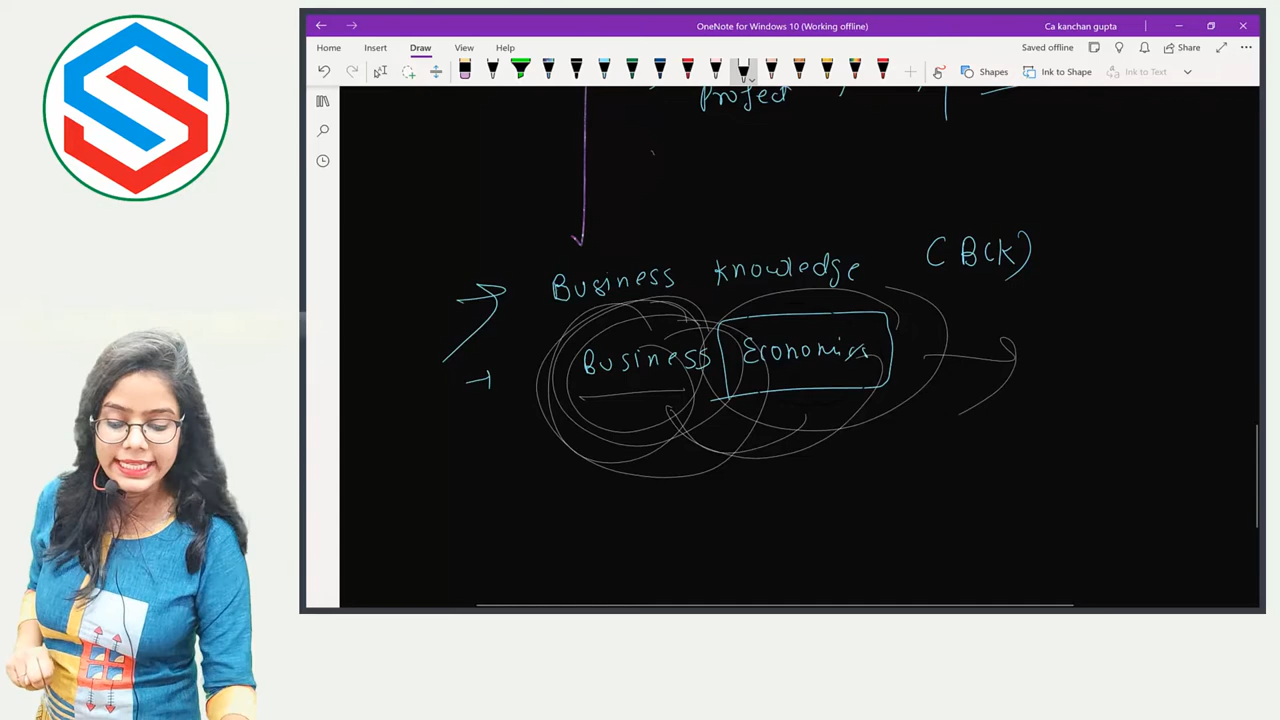 OneNote for Windows 10 (Working offline)
Ca kanchan gupta
Home Insert Draw View Help
Saved offline
Share
Shapes
Ink to Shape
Ink to Text
Project
Business knowledge (BCK)
Business Economics